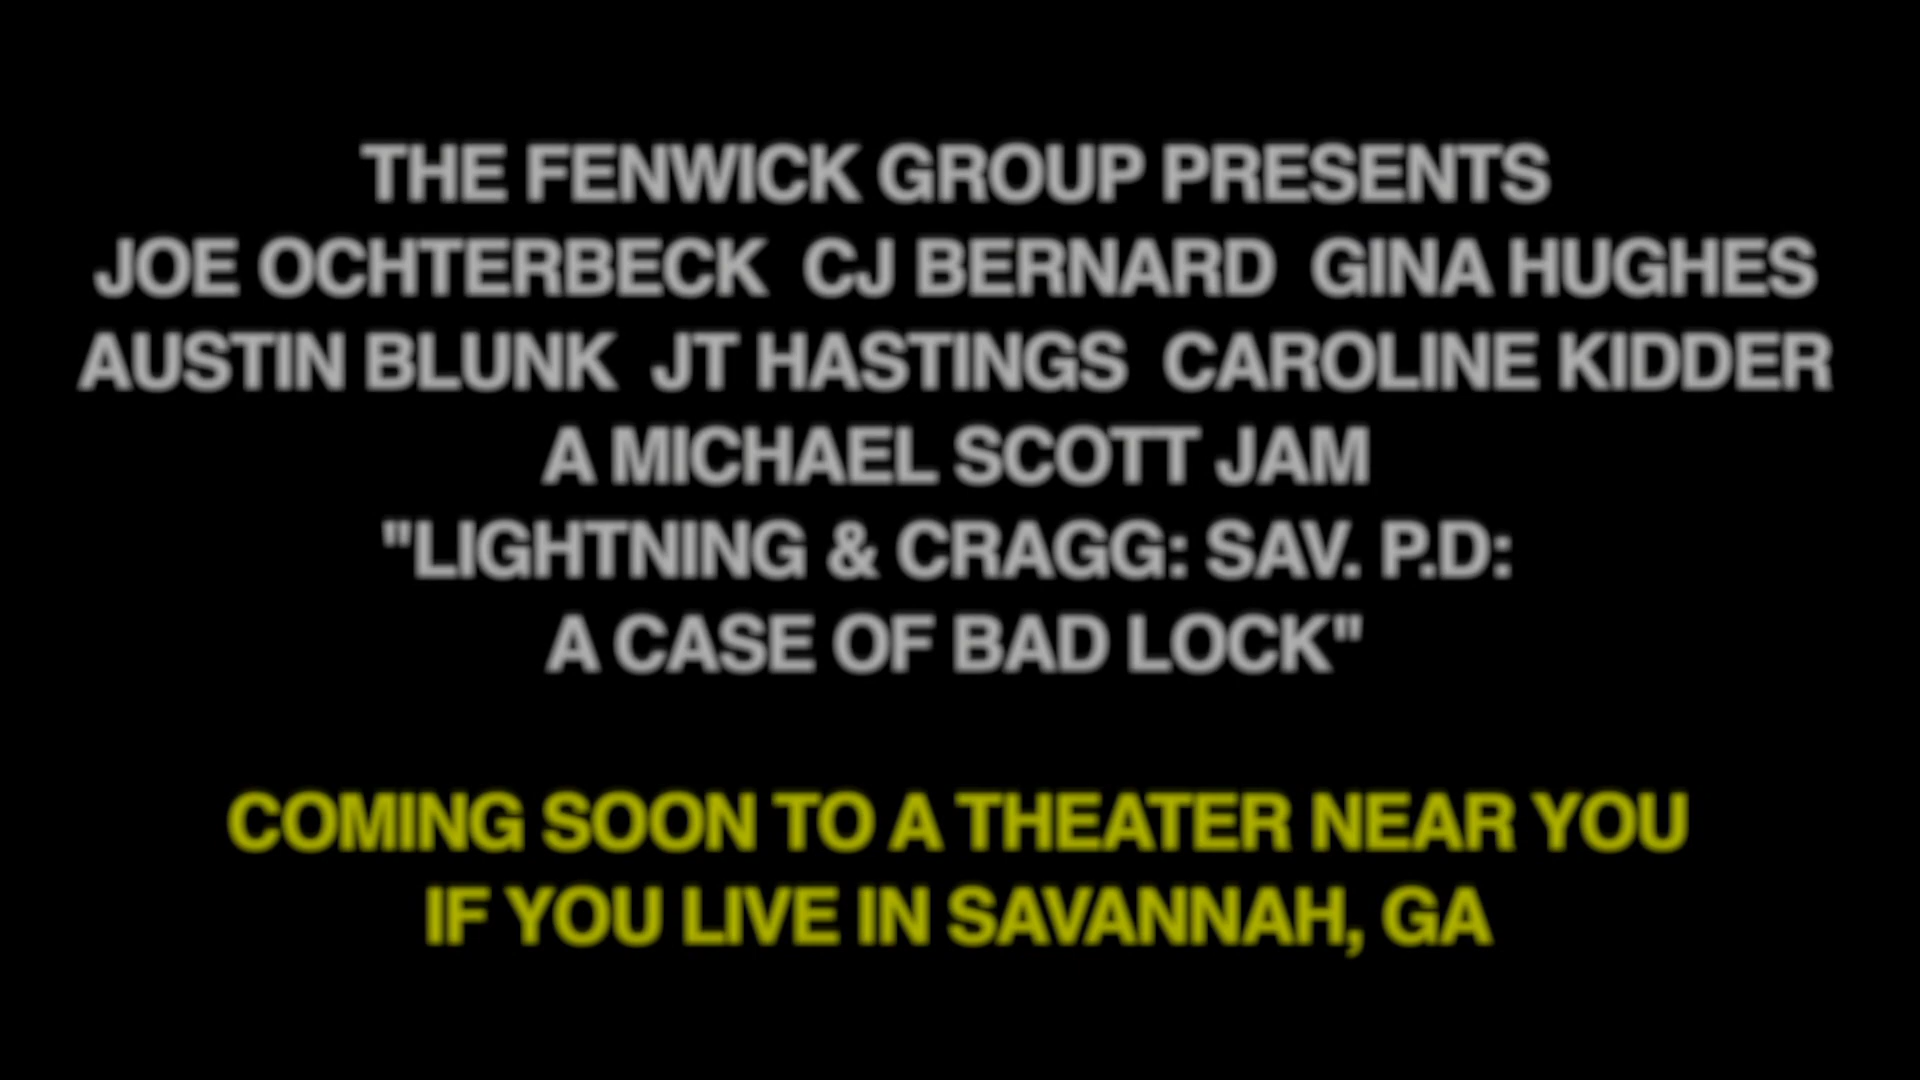 THE FENWICK GROUP PRESENTS
JOE OCHTERBECK  CJ BERNARD  GINA HUGHES
AUSTIN BLUNK  JT HASTINGS  CAROLINE KIDDER
A MICHAEL SCOTT JAM
"LIGHTNING & CRAGG: SAV. P.D:
A CASE OF BAD LOCK"
COMING SOON TO A THEATER NEAR YOU
IF YOU LIVE IN SAVANNAH, GA